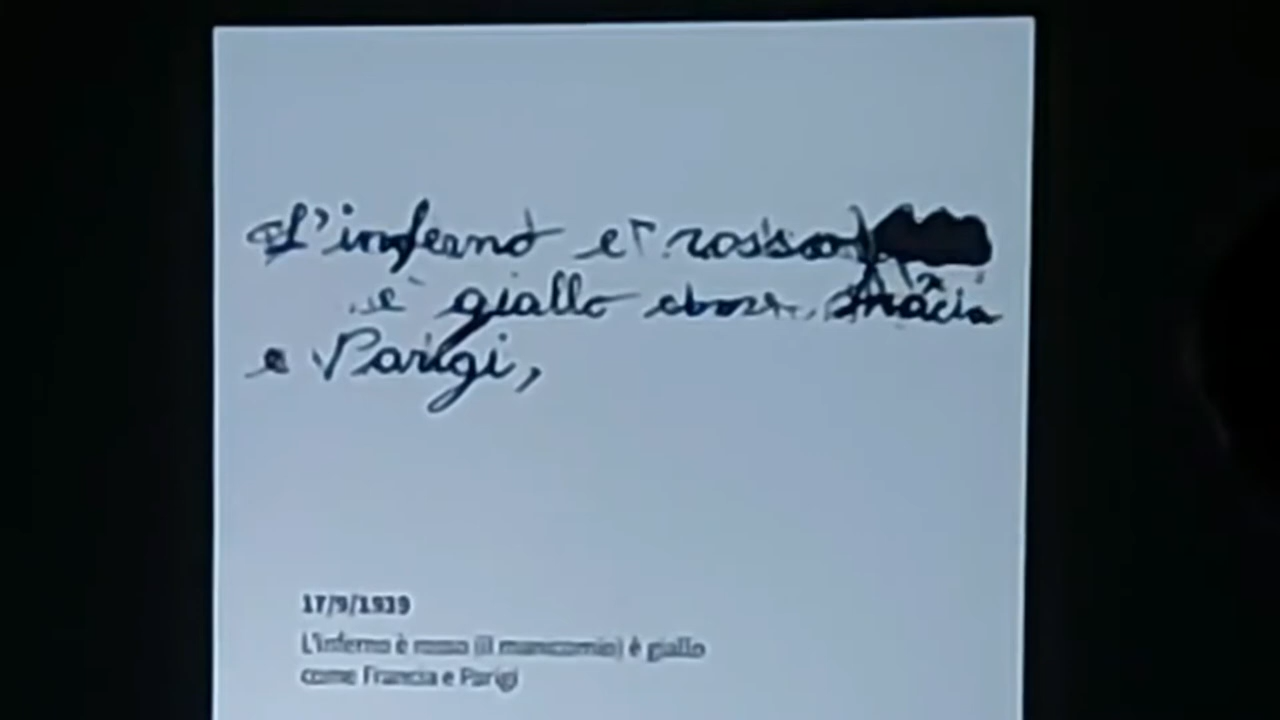 L'inferno e' rosso
è giallo
e Parigi,
17/9/1939
L'inferno è rosso (il manicomio) è giallo
come Francia e Parigi